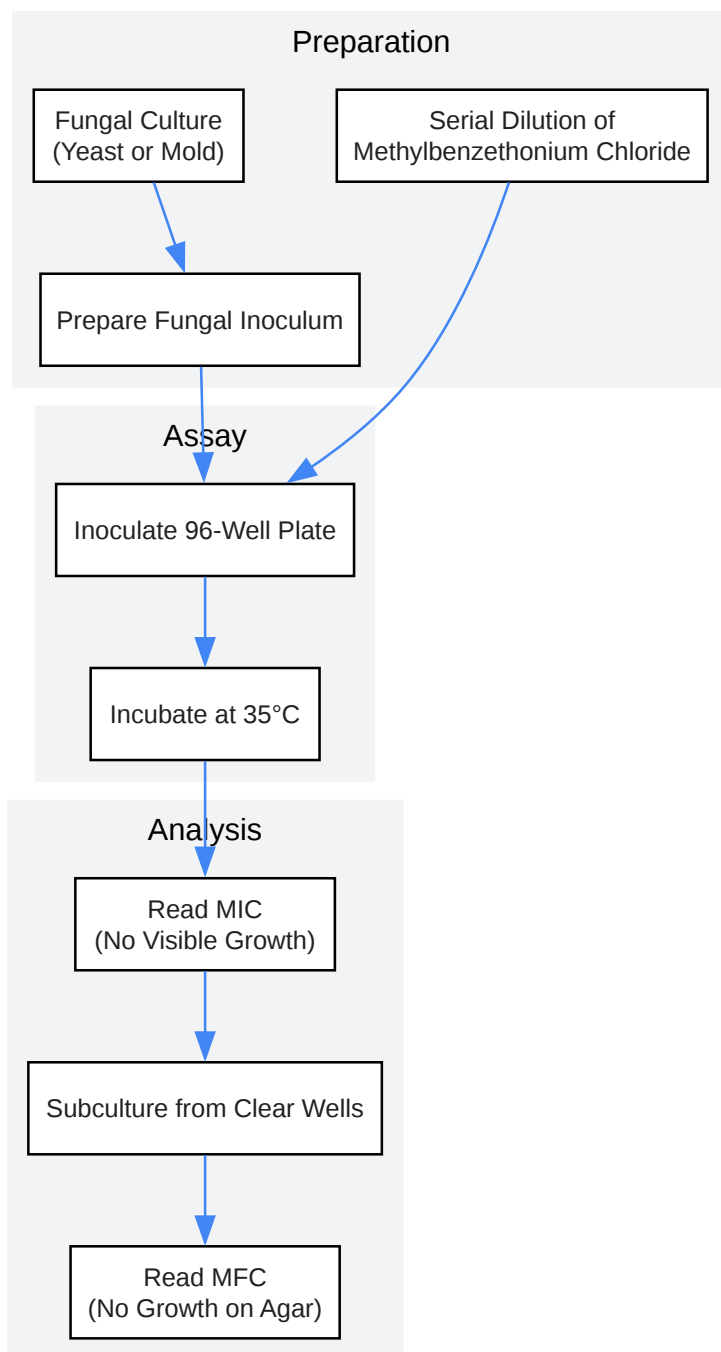 Preparation
Fungal Culture
(Yeast or Mold)
Serial Dilution of
Methylbenzethonium Chloride
Prepare Fungal Inoculum
Assay
Inoculate 96-Well Plate
Incubate at 35°C
Analysis
Read MIC
(No Visible Growth)
Subculture from Clear Wells
Read MFC
(No Growth on Agar)